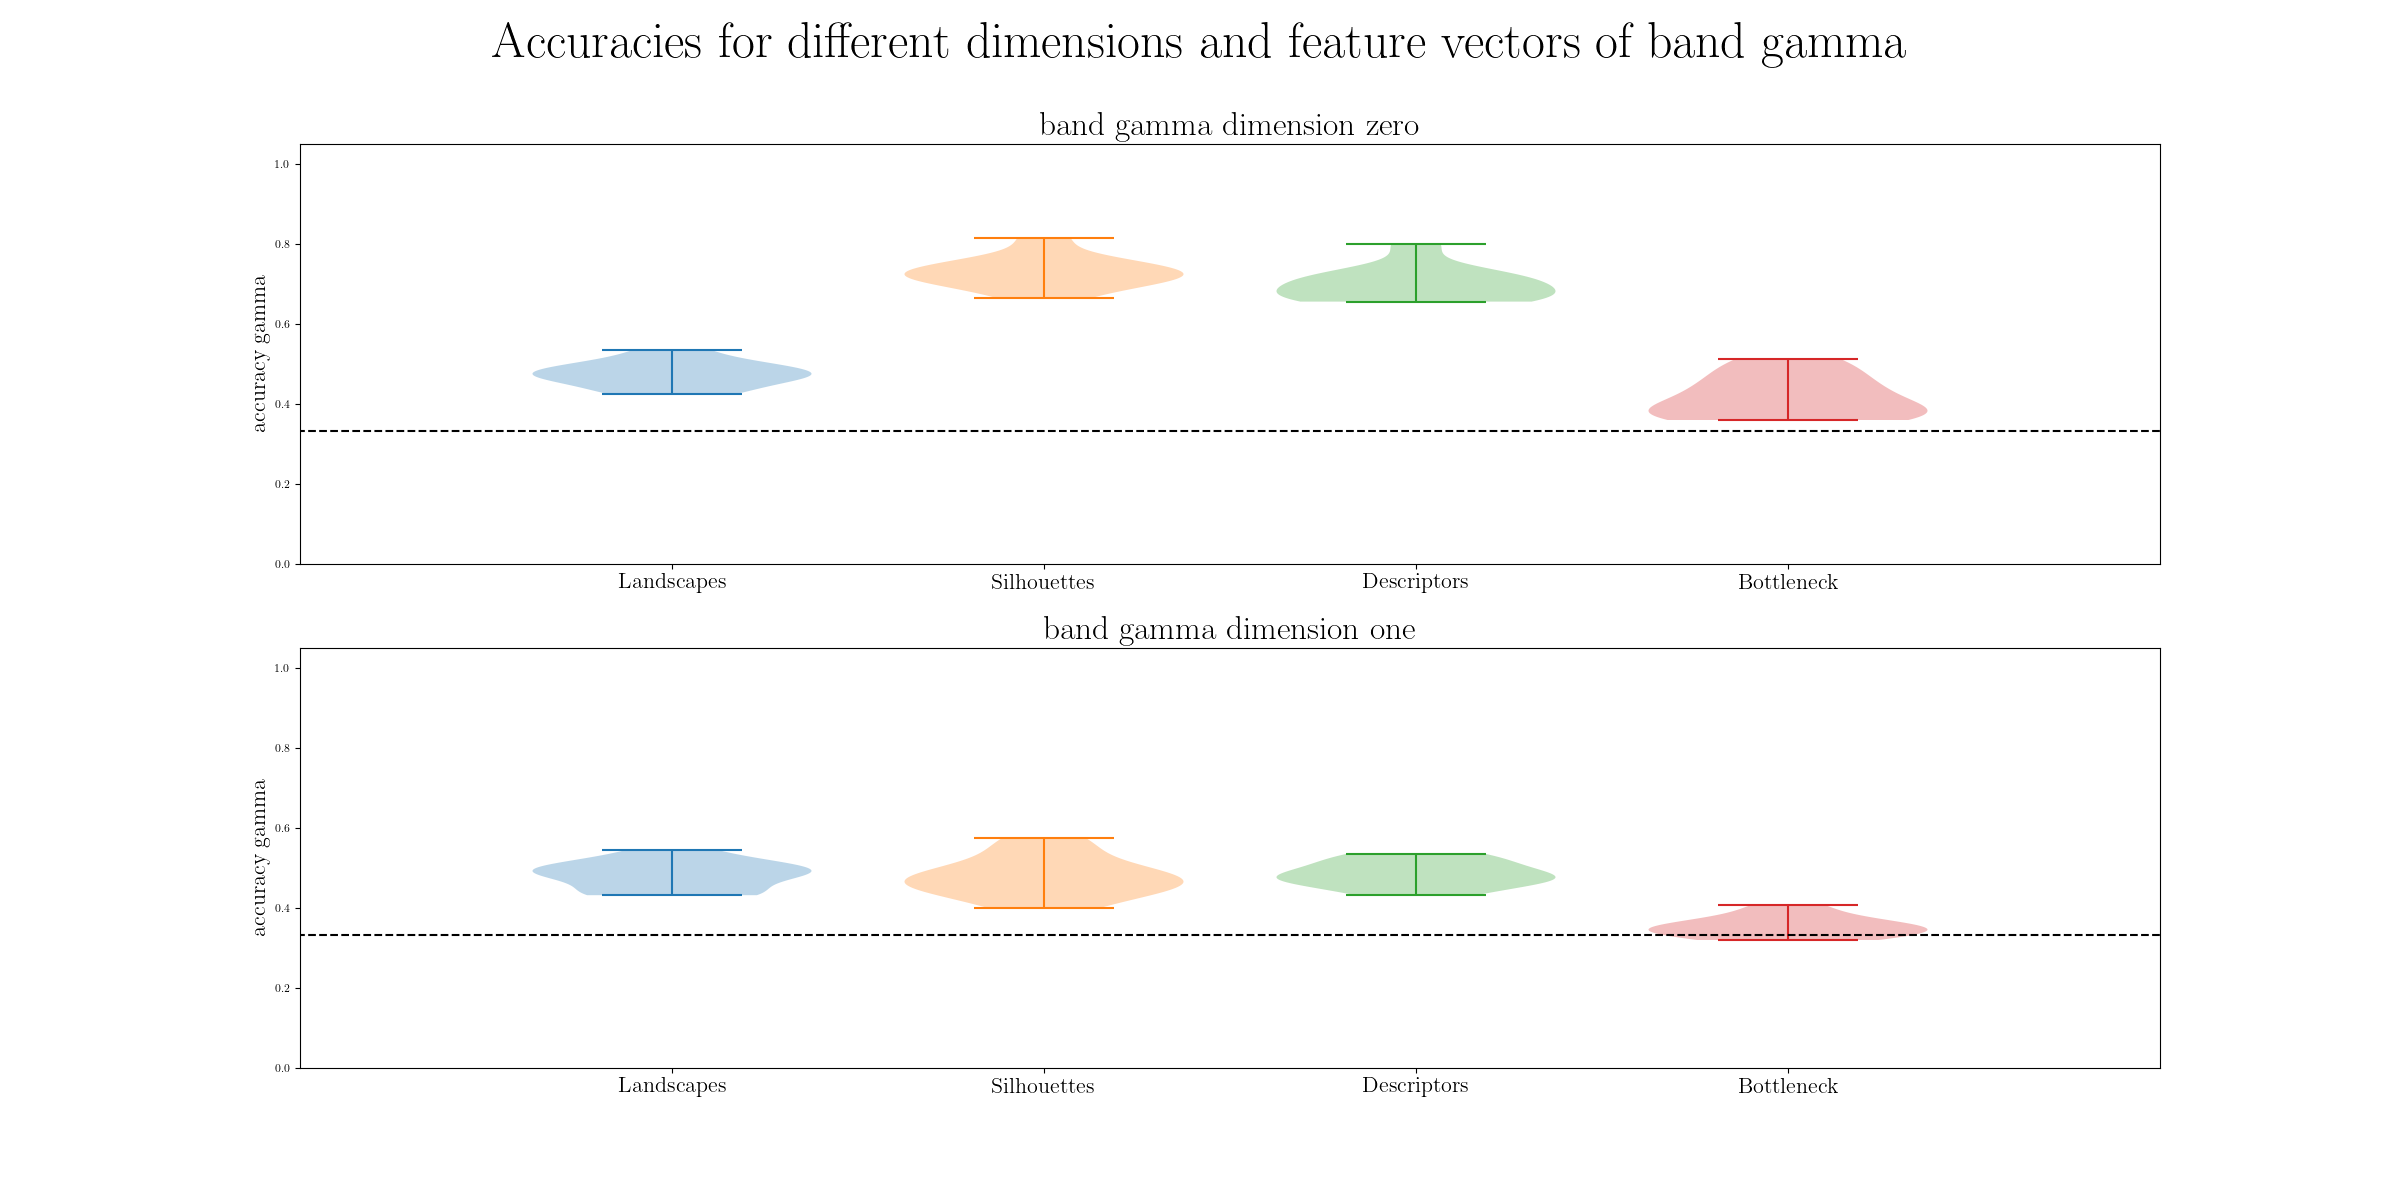 Accuracies for different dimensions and feature vectors of band gamma
band gamma dimension zero
accuracy gamma
1.0
0.8
0.6
0.4
0.2
0.0
Landscapes Silhouettes Descriptors Bottleneck
band gamma dimension one
accuracy gamma
1.0
0.8
0.6
0.4
0.2
0.0
Landscapes Silhouettes Descriptors Bottleneck